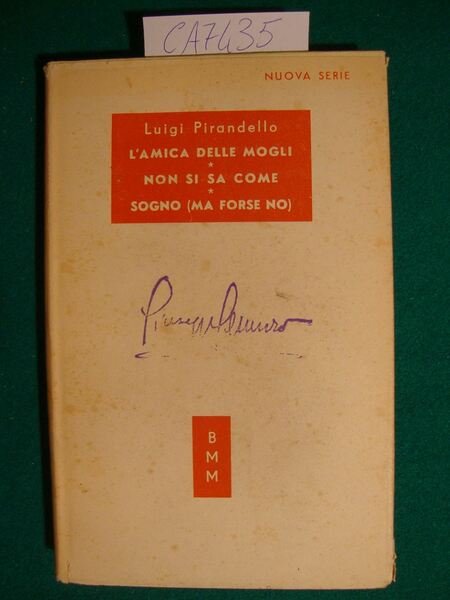 CA7435
NUOVA SERIE
Luigi Pirandello
L'AMICA DELLE MOGLI
*
NON SI SA COME
*
SOGNO (MA FORSE NO)
B
M
M